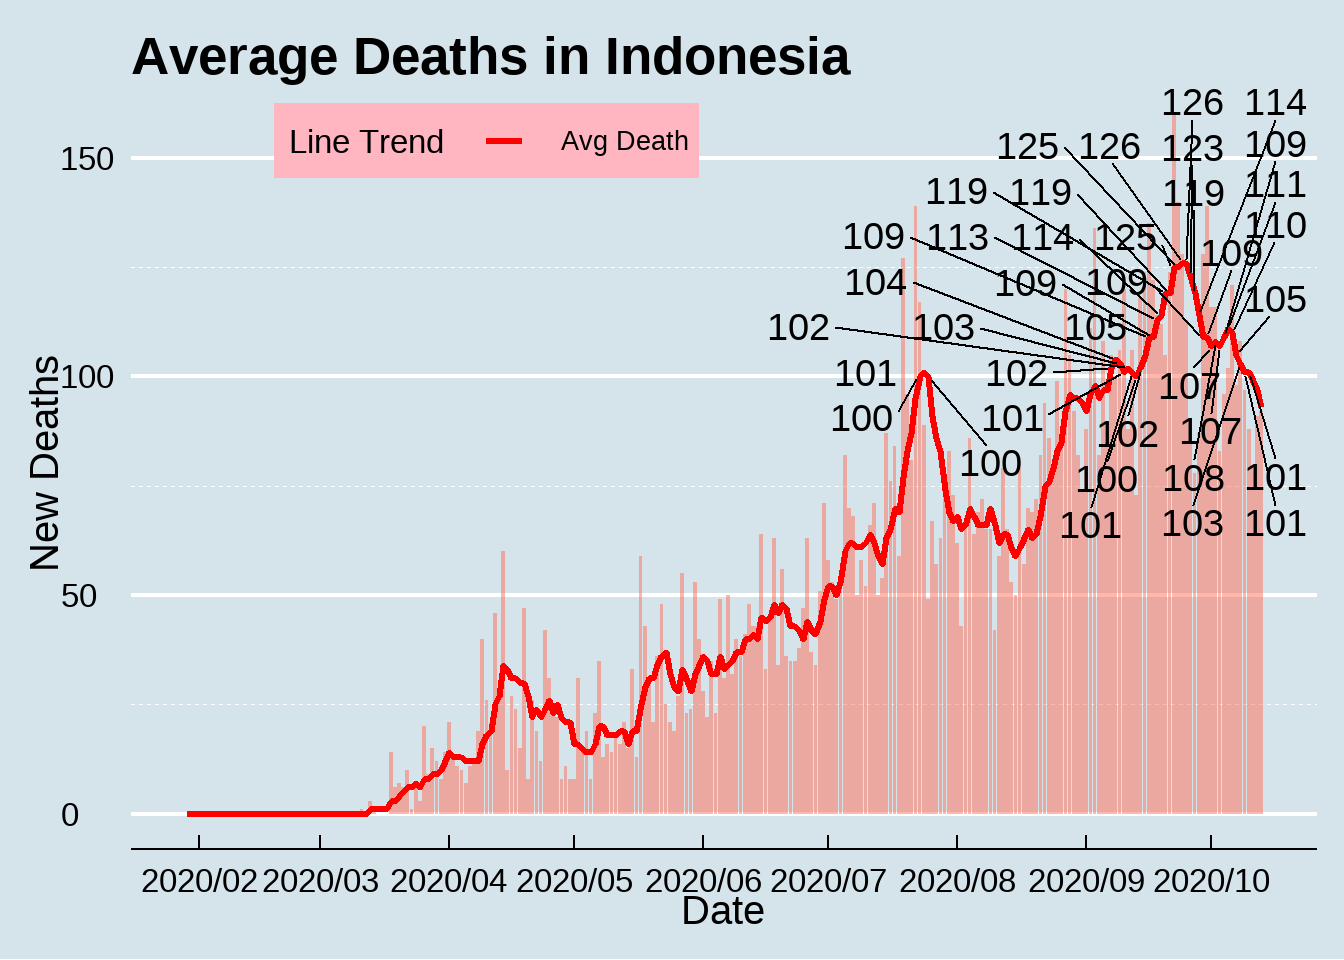 Average Deaths in Indonesia
Line Trend Avg Death
126 114
125 126 123 109
150
119 119 119 111
109 113 114 125 109 110
104 109 109 105
102 103 105
101 102 107
100
100 101 102 107
100 100 108 101
101 103 101
50
0
New Deaths
2020/02 2020/03 2020/04 2020/05 2020/06 2020/07 2020/08 2020/09 2020/10
Date